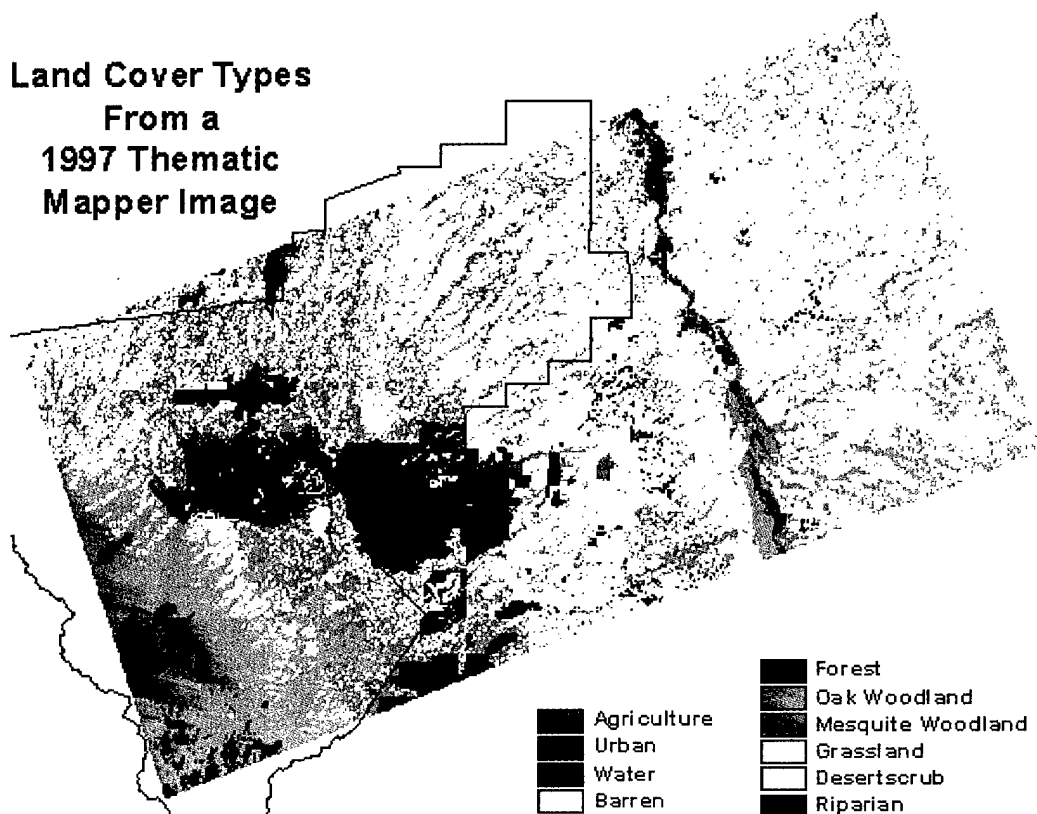 Land Cover Types
From a
1997 Thematic
Mapper Image
Agriculture
Urban
Water
Barren
Forest
Oak Woodland
Mesquite Woodland
Grassland
Desertscrub
Riparian